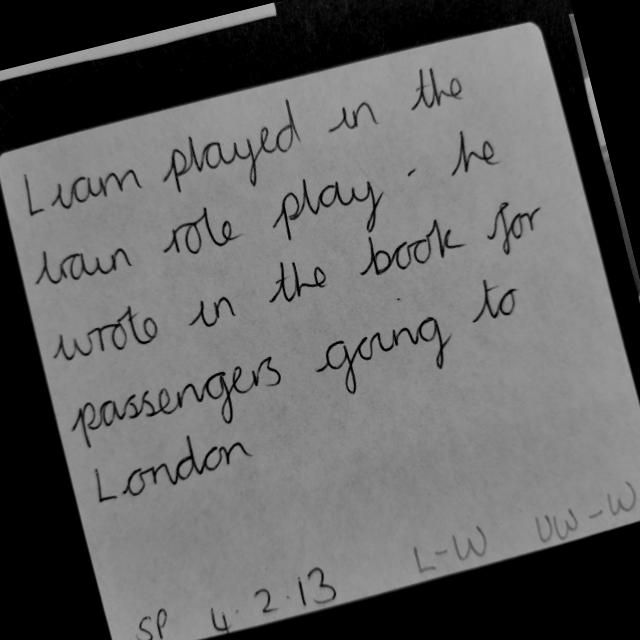 Liam played in the
train role play - he
wrote in the book for
passengers going to
London
SP 4.2.13 L-W UW-W